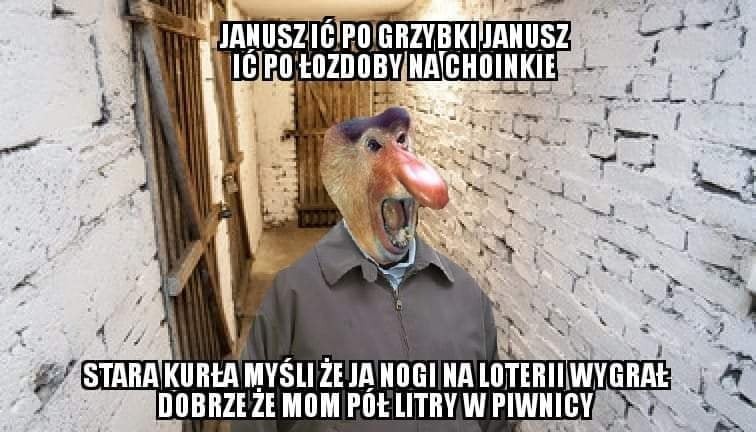 JANUSZ IĆ PO GRZYBKI JANUSZ
IĆ PO ŁOZDOBY NA CHOINKIE
STARA KURŁA MYŚLI ŻE JA NOGI NA LOTERII WYGRAŁ
DOBRZE ŻE MOM PÓŁ LITRY W PIWNICY